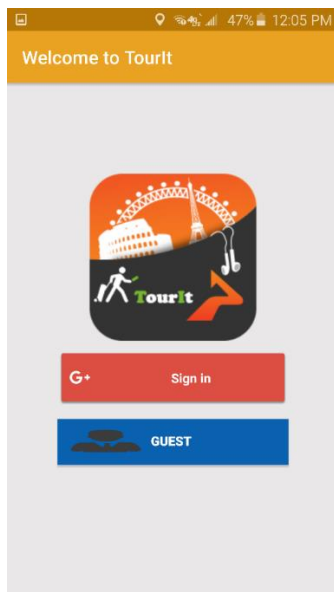 47% 12:05 PM
Welcome to TourIt
TourIt
G+ Sign in
GUEST